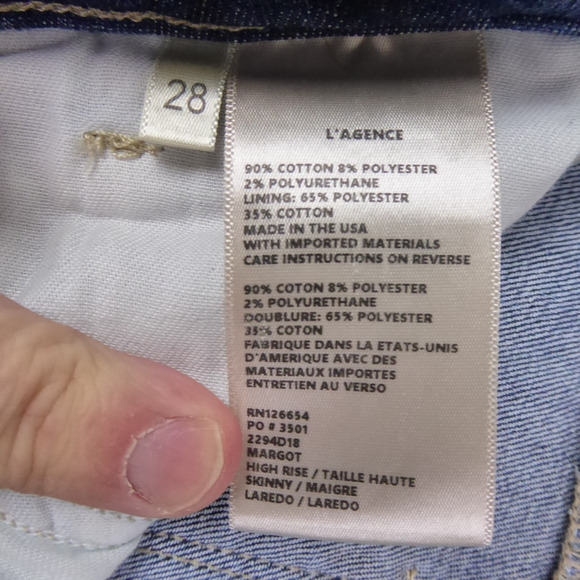 28
L'AGENCE
90% COTTON 8% POLYESTER
2% POLYURETHANE
LINING: 65% POLYESTER
35% COTTON
MADE IN THE USA
WITH IMPORTED MATERIALS
CARE INSTRUCTIONS ON REVERSE
90% COTON 8% POLYESTER
2% POLYURETHANE
DOUBLURE: 65% POLYESTER
35% COTON
FABRIQUE DANS LA ETATS-UNIS
D'AMERIQUE AVEC DES
MATERIAUX IMPORTES
ENTRETIEN AU VERSO
RN126654
PO # 3501
2294D18
MARGOT
HIGH RISE / TAILLE HAUTE
SKINNY / MAIGRE
LAREDO / LAREDO